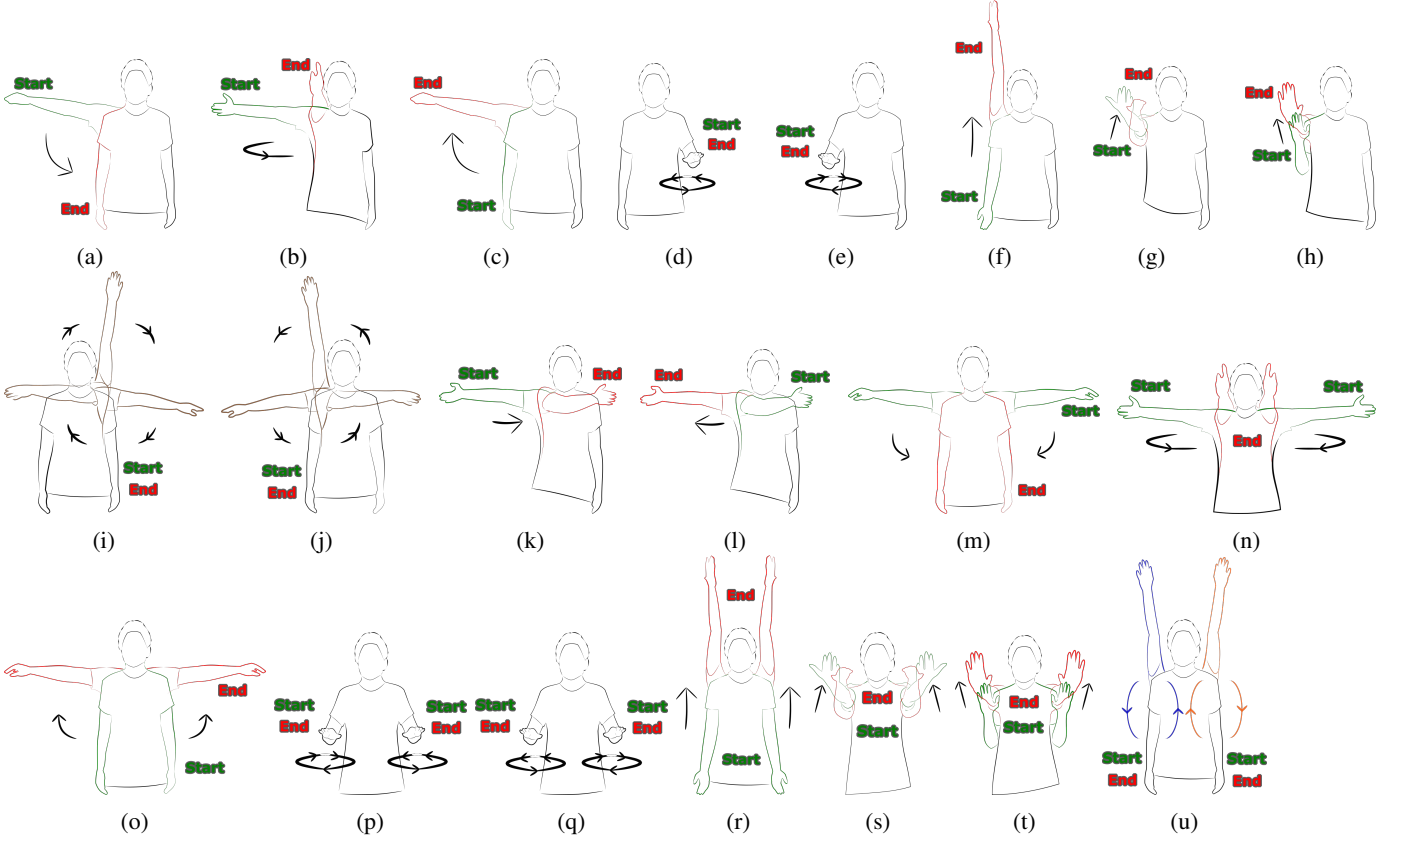 Start
End
(a)
Start
End
(b)
End
Start
(c)
Start
End
(d)
Start
End
(e)
End
Start
(f)
End
Start
(g)
End
Start
(h)
Start
End
(i)
Start
End
(j)
Start
End
(k)
End
Start
(l)
Start
End
(m)
Start
Start
End
(n)
End
Start
(o)
Start
End
Start
End
(p)
Start
End
Start
End
(q)
End
Start
(r)
End
Start
(s)
End
Start
(t)
Start
End
Start
End
(u)